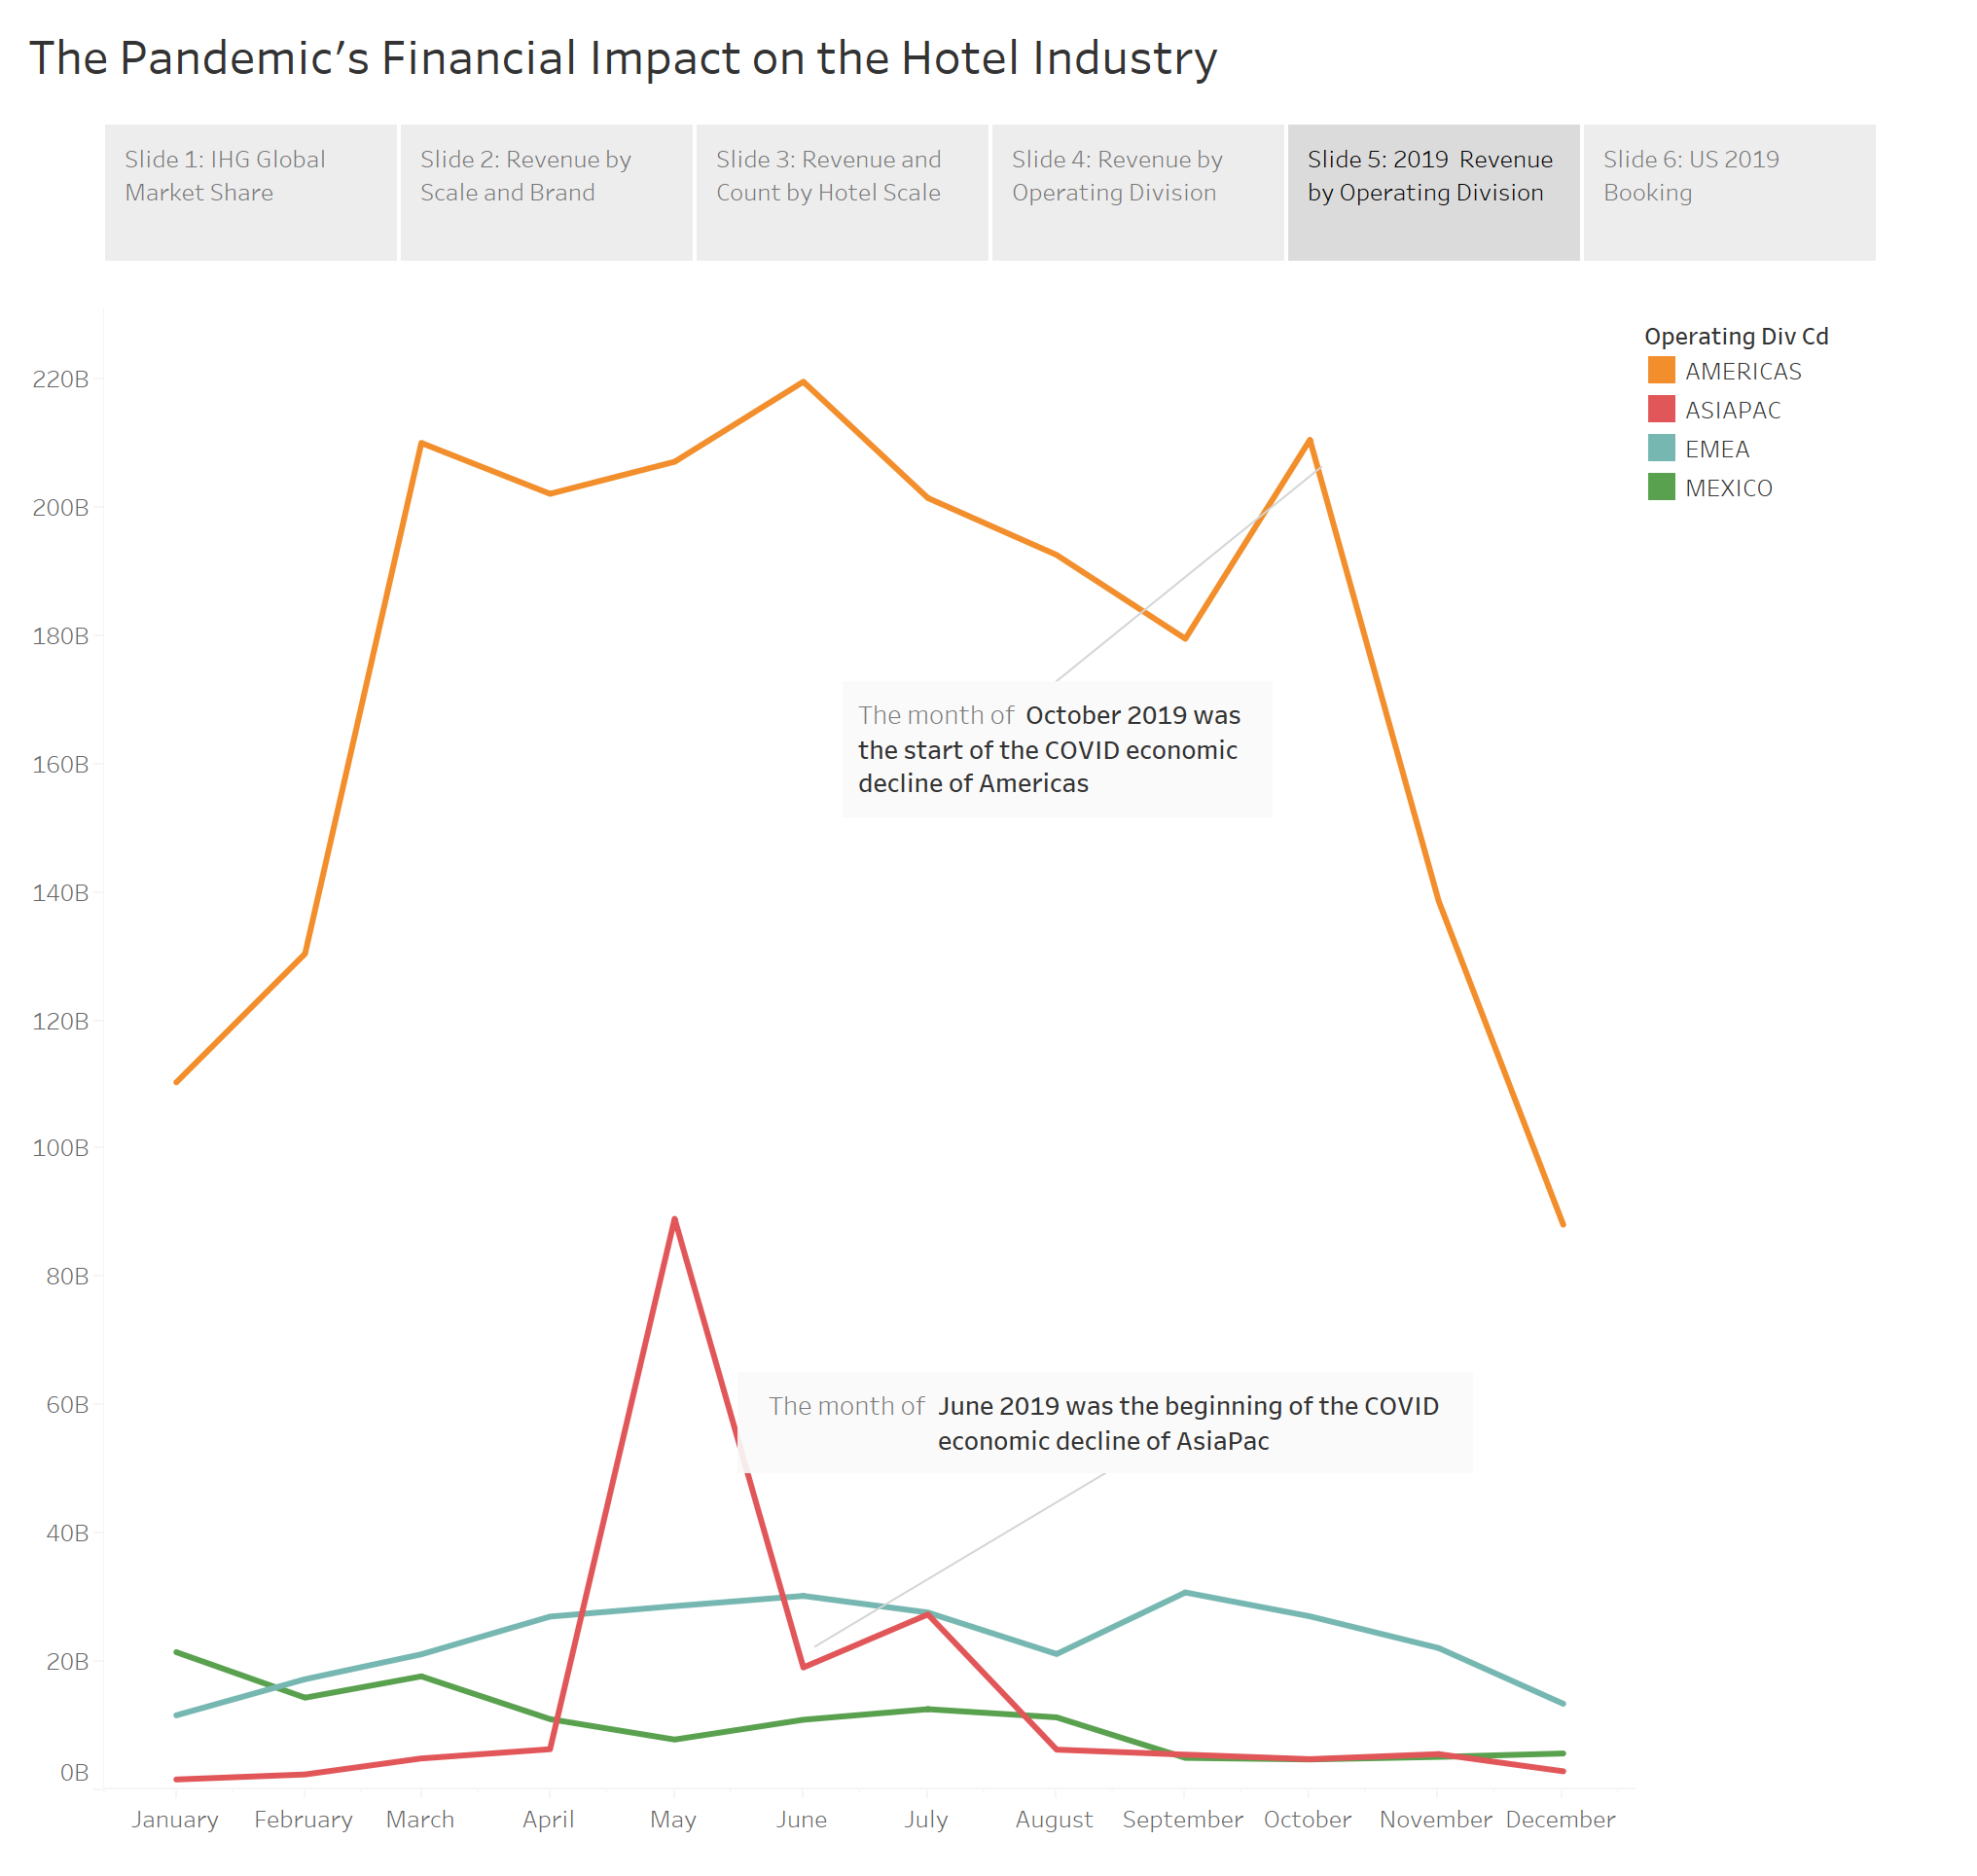 The Pandemic's Financial Impact on the Hotel Industry
Slide 1: IHG Global
Market Share
Slide 2: Revenue by
Scale and Brand
Slide 3: Revenue and
Count by Hotel Scale
Slide 4: Revenue by
Operating Division
Slide 5: 2019 Revenue
by Operating Division
Slide 6: US 2019
Booking
Operating Div Cd
AMERICAS
ASIAPAC
EMEA
MEXICO
220B
200B
180B
160B
140B
120B
100B
80B
60B
40B
20B
0B
The month of October 2019 was
the start of the COVID economic
decline of Americas
The month of June 2019 was the beginning of the COVID
economic decline of AsiaPac
January
February
March
April
May
June
July
August
September
October
November
December